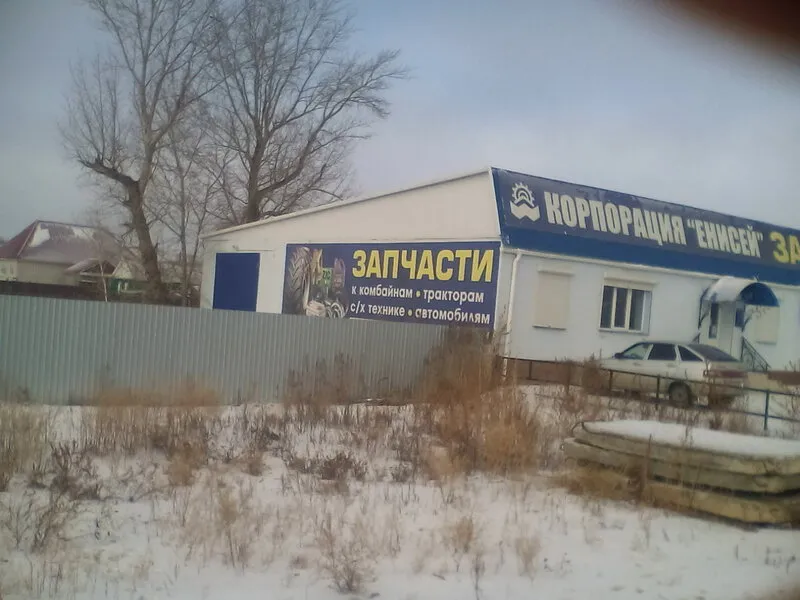 КОРПОРАЦИЯ "ЕНИСЕЙ" ЗА
ЗАПЧАСТИ
к комбайнам • тракторам
с/х технике • автомобилям